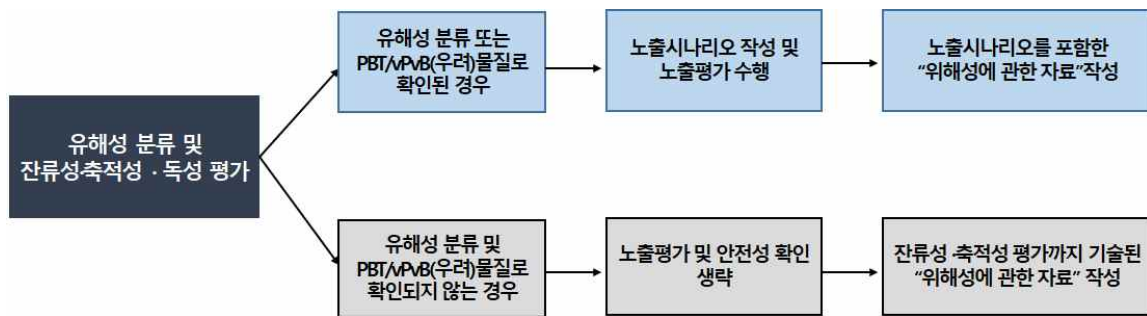 유해성 분류 및
잔류성·축적성 · 독성 평가
유해성 분류 또는
PBT/vPvB(우려)물질로
확인된 경우
노출시나리오 작성 및
노출평가 수행
노출시나리오를 포함한
“위해성에 관한 자료”작성
유해성 분류 및
PBT/vPvB(우려)물질로
확인되지 않는 경우
노출평가 및 안전성 확인
생략
잔류성 ·축적성 평가까지 기술된
“위해성에 관한 자료” 작성